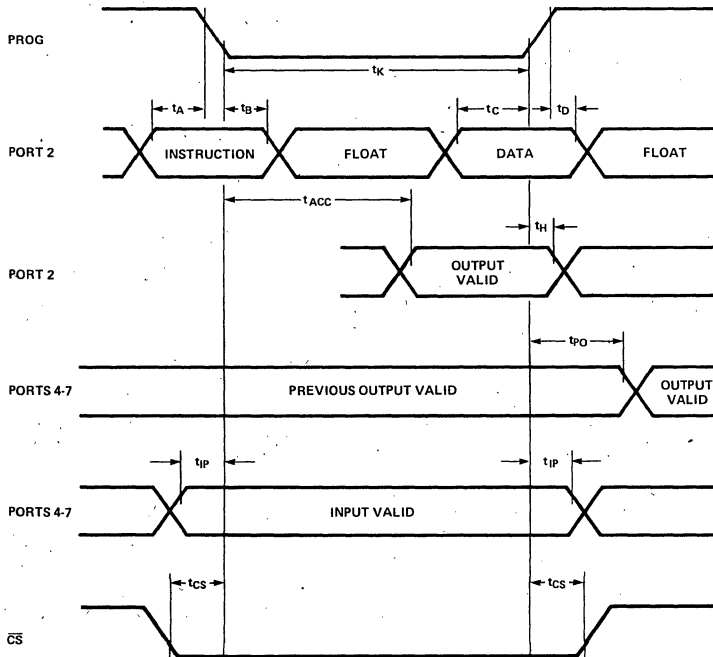 PROG
tK
tA
tB
tC
tD
PORT 2
INSTRUCTION
FLOAT
DATA
FLOAT
tACC
tH
PORT 2
OUTPUT
VALID
tPO
PORTS 4-7
PREVIOUS OUTPUT VALID
OUTPUT
VALID
tIP
tIP
PORTS 4-7
INPUT VALID
tCS
tCS
CS